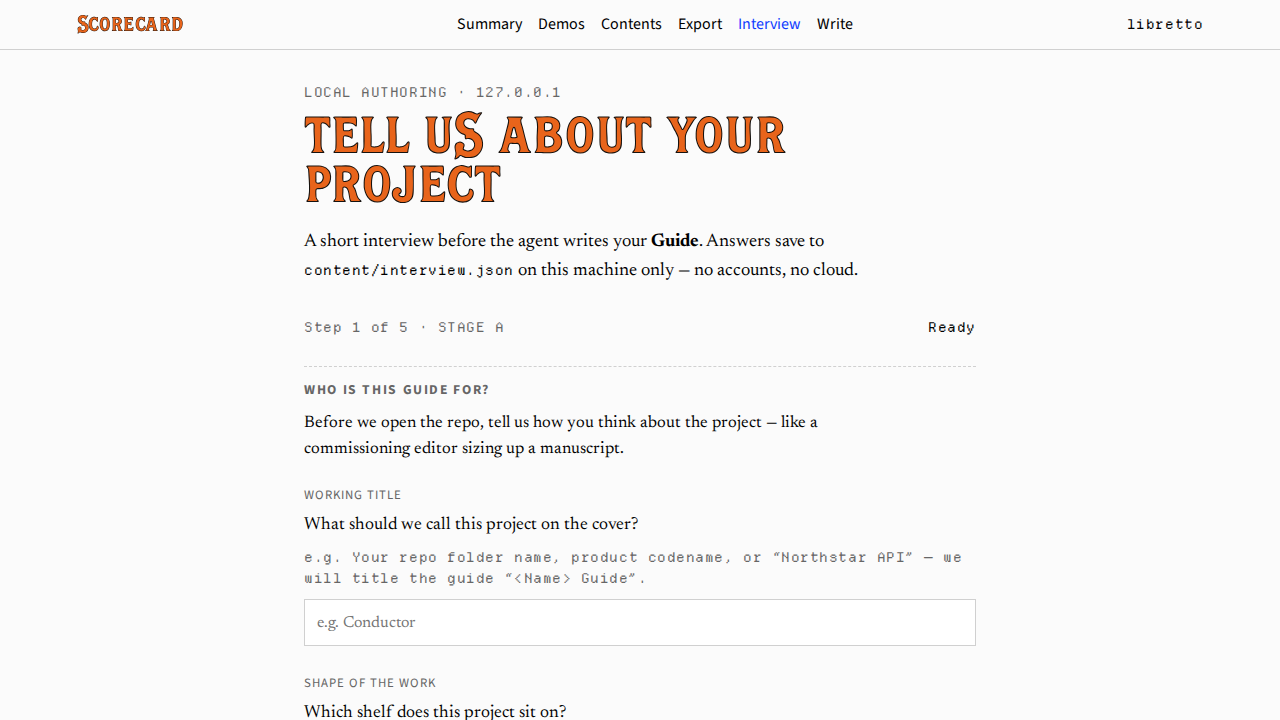 SCORECARD
Summary Demos Contents Export Interview Write
libretto
LOCAL AUTHORING · 127.0.0.1
TELL US ABOUT YOUR
PROJECT
A short interview before the agent writes your Guide. Answers save to
content/interview.json on this machine only — no accounts, no cloud.
Step 1 of 5 · STAGE A
Ready
WHO IS THIS GUIDE FOR?
Before we open the repo, tell us how you think about the project — like a
commissioning editor sizing up a manuscript.
WORKING TITLE
What should we call this project on the cover?
e.g. Your repo folder name, product codename, or “Northstar API” — we
will title the guide “<Name> Guide”.
e.g. Conductor
SHAPE OF THE WORK
Which shelf does this project sit on?